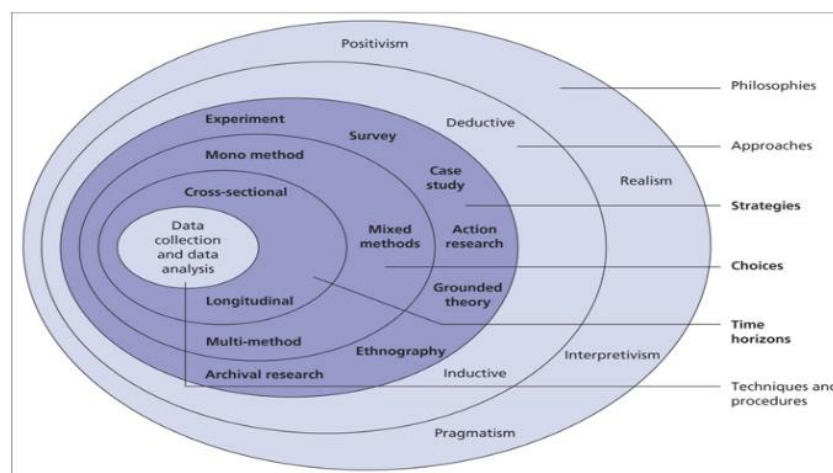 Positivism
Philosophies
Experiment
Deductive
Survey
Approaches
Mono method
Case
study
Realism
Cross-sectional
Strategies
Data
collection
and data
analysis
Mixed
methods
Action
research
Choices
Grounded
theory
Longitudinal
Time
horizons
Multi-method
Ethnography
Interpretivism
Archival research
Inductive
Techniques and
procedures
Pragmatism